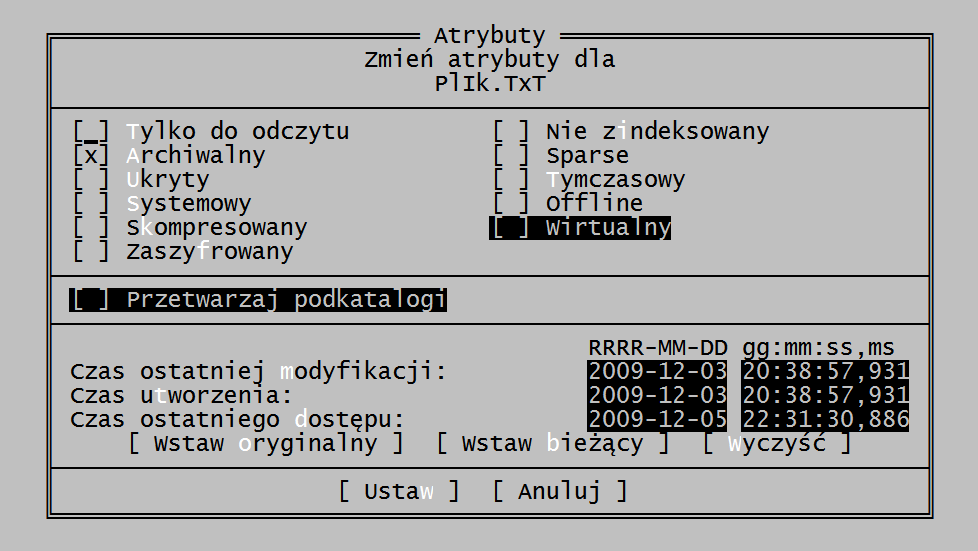 Atrybuty
Zmień atrybuty dla
PlIk.TxT
[ ] Tylko do odczytu [ ] Nie zindeksowany
[x] Archiwalny [ ] Sparse
[ ] Ukryty [ ] Tymczasowy
[ ] Systemowy [ ] Offline
[ ] Skompresowany [ ] Wirtualny
[ ] Zaszyfrowany
[ ] Przetwarzaj podkatalogi
RRRR-MM-DD gg:mm:ss,ms
Czas ostatniej modyfikacji: 2009-12-03 20:38:57,931
Czas utworzenia: 2009-12-03 20:38:57,931
Czas ostatniego dostępu: 2009-12-05 22:31:30,886
[ Wstaw oryginalny ] [ Wstaw bieżący ] [ Wyczyść ]
[ Ustaw ] [ Anuluj ]